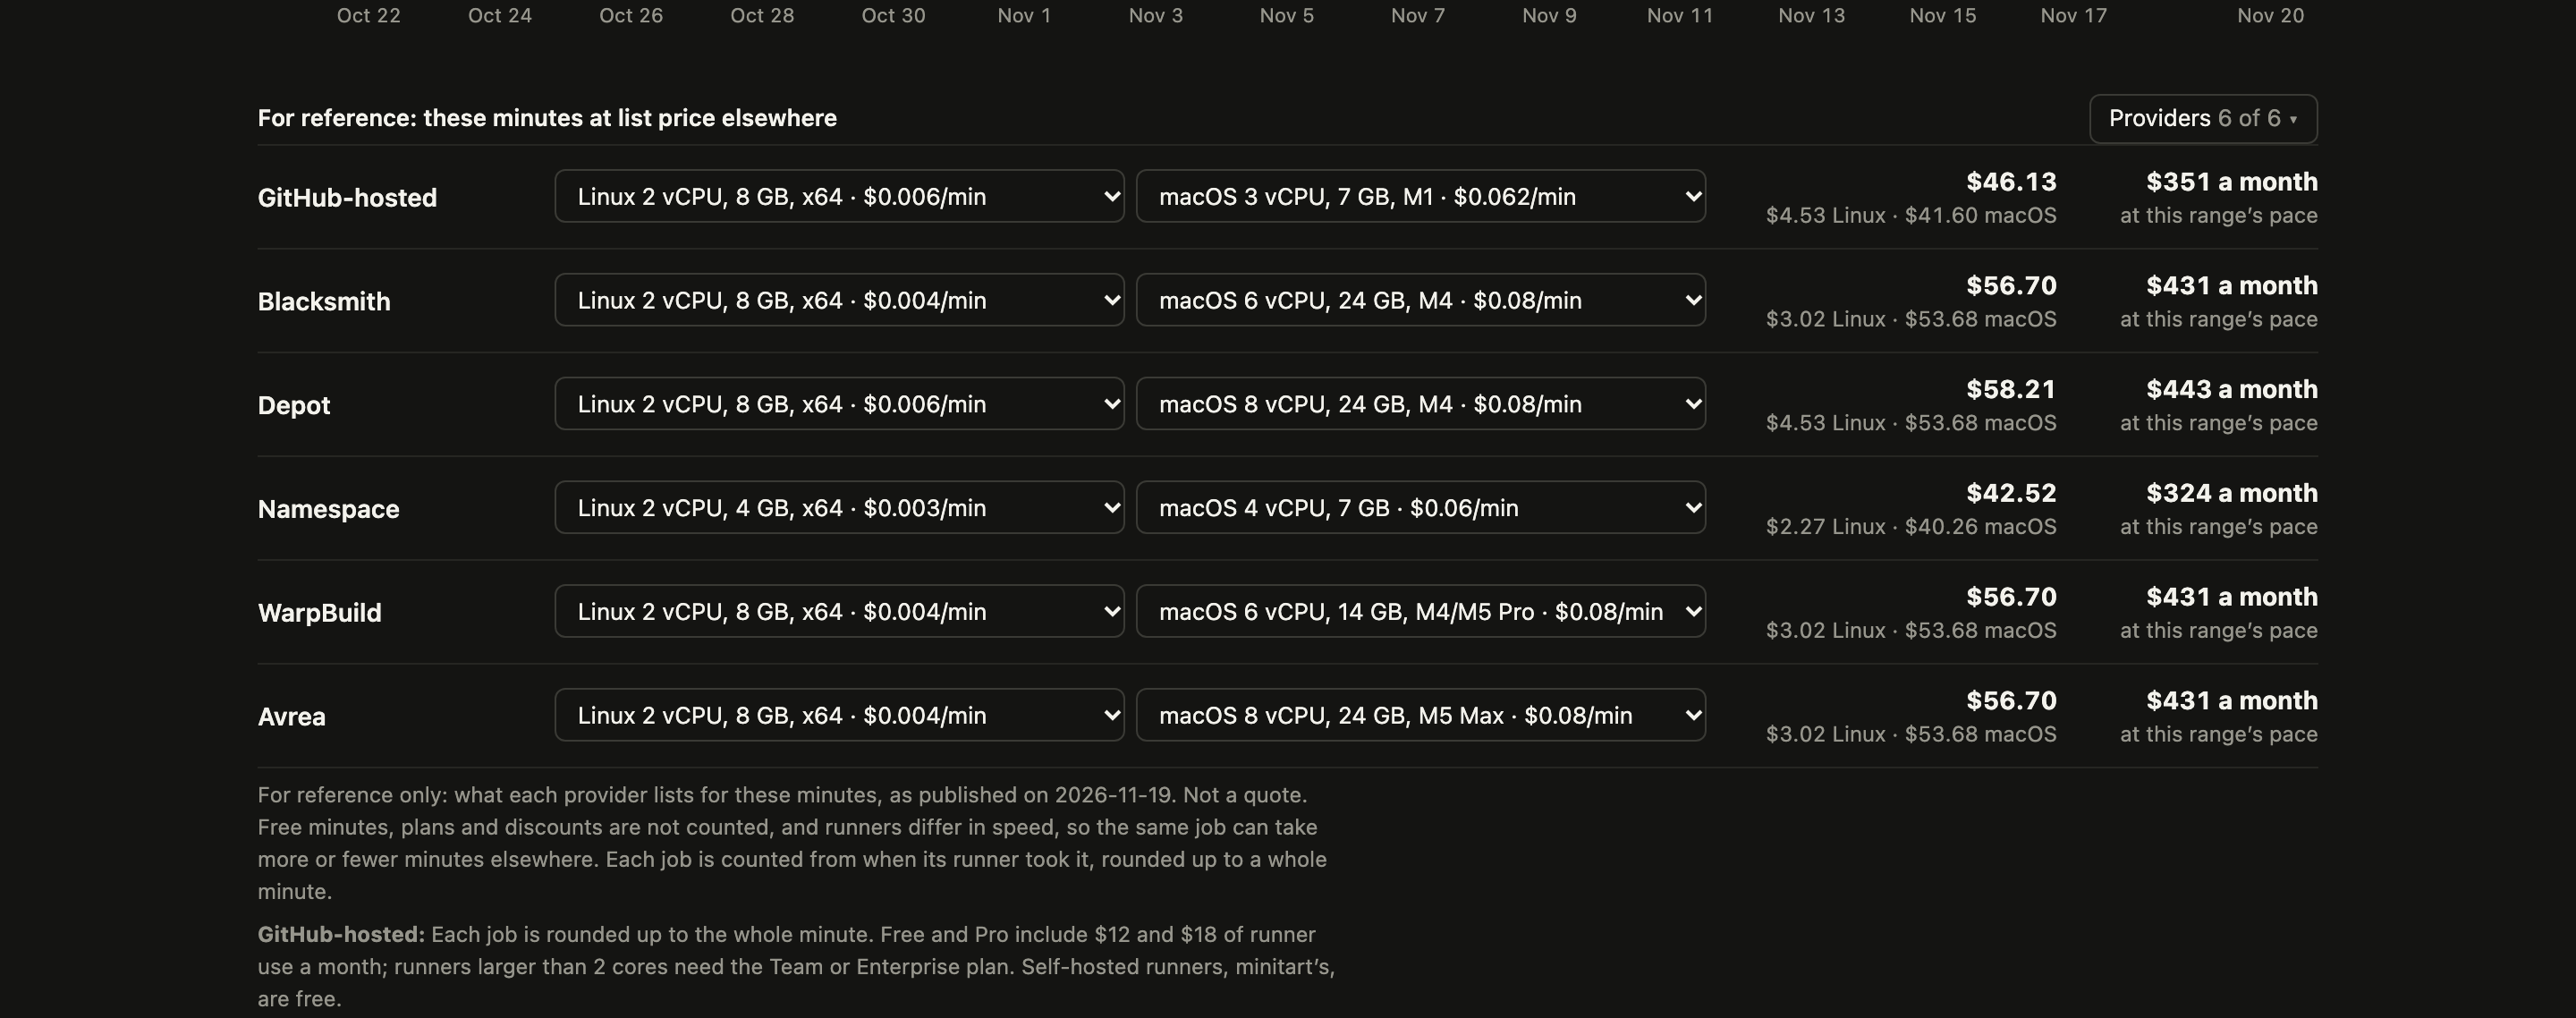 Oct 22 Oct 24 Oct 26 Oct 28 Oct 30 Nov 1 Nov 3 Nov 5 Nov 7 Nov 9 Nov 11 Nov 13 Nov 15 Nov 17 Nov 20
For reference: these minutes at list price elsewhere
Providers 6 of 6 ▾
GitHub-hosted
Linux 2 vCPU, 8 GB, x64 · $0.006/min
macOS 3 vCPU, 7 GB, M1 · $0.062/min
$46.13
$4.53 Linux · $41.60 macOS
$351 a month
at this range’s pace
Blacksmith
Linux 2 vCPU, 8 GB, x64 · $0.004/min
macOS 6 vCPU, 24 GB, M4 · $0.08/min
$56.70
$3.02 Linux · $53.68 macOS
$431 a month
at this range’s pace
Depot
Linux 2 vCPU, 8 GB, x64 · $0.006/min
macOS 8 vCPU, 24 GB, M4 · $0.08/min
$58.21
$4.53 Linux · $53.68 macOS
$443 a month
at this range’s pace
Namespace
Linux 2 vCPU, 4 GB, x64 · $0.003/min
macOS 4 vCPU, 7 GB · $0.06/min
$42.52
$2.27 Linux · $40.26 macOS
$324 a month
at this range’s pace
WarpBuild
Linux 2 vCPU, 8 GB, x64 · $0.004/min
macOS 6 vCPU, 14 GB, M4/M5 Pro · $0.08/min
$56.70
$3.02 Linux · $53.68 macOS
$431 a month
at this range’s pace
Avrea
Linux 2 vCPU, 8 GB, x64 · $0.004/min
macOS 8 vCPU, 24 GB, M5 Max · $0.08/min
$56.70
$3.02 Linux · $53.68 macOS
$431 a month
at this range’s pace
For reference only: what each provider lists for these minutes, as published on 2026-11-19. Not a quote.
Free minutes, plans and discounts are not counted, and runners differ in speed, so the same job can take
more or fewer minutes elsewhere. Each job is counted from when its runner took it, rounded up to a whole
minute.
GitHub-hosted: Each job is rounded up to the whole minute. Free and Pro include $12 and $18 of runner
use a month; runners larger than 2 cores need the Team or Enterprise plan. Self-hosted runners, minitart’s,
are free.